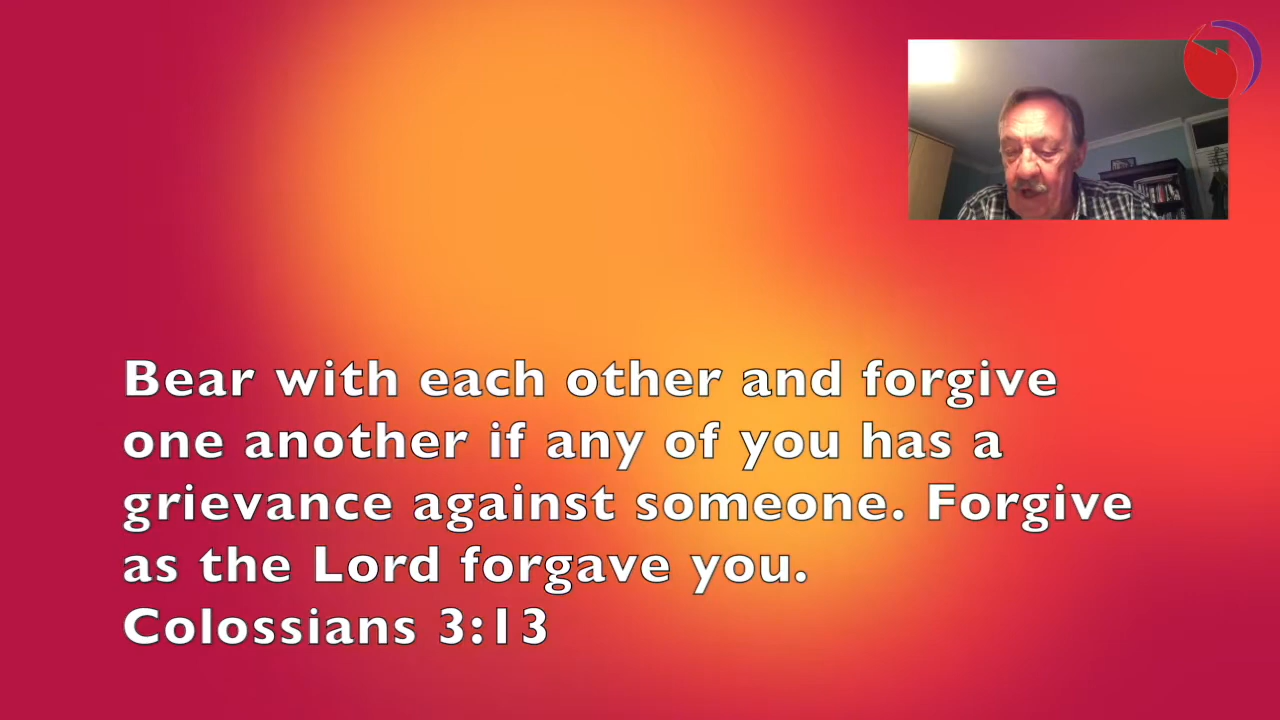 Bear with each other and forgive
one another if any of you has a
grievance against someone. Forgive
as the Lord forgave you.
Colossians 3:13